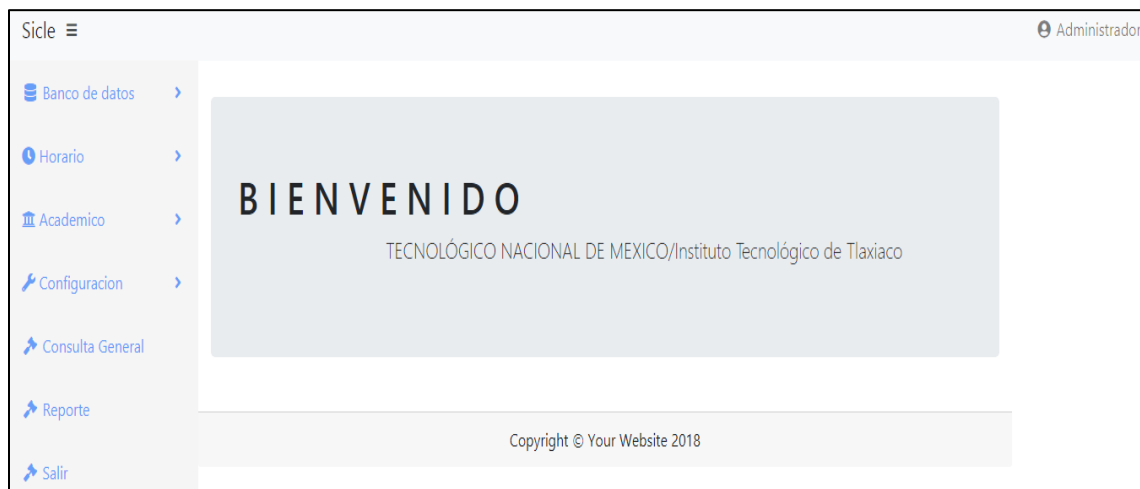 Sicle
Administrador
Banco de datos
Horario
Academico
Configuracion
Consulta General
Reporte
Salir
BIENVENIDO
TECNOLÓGICO NACIONAL DE MEXICO/Instituto Tecnológico de Tlaxiaco
Copyright © Your Website 2018